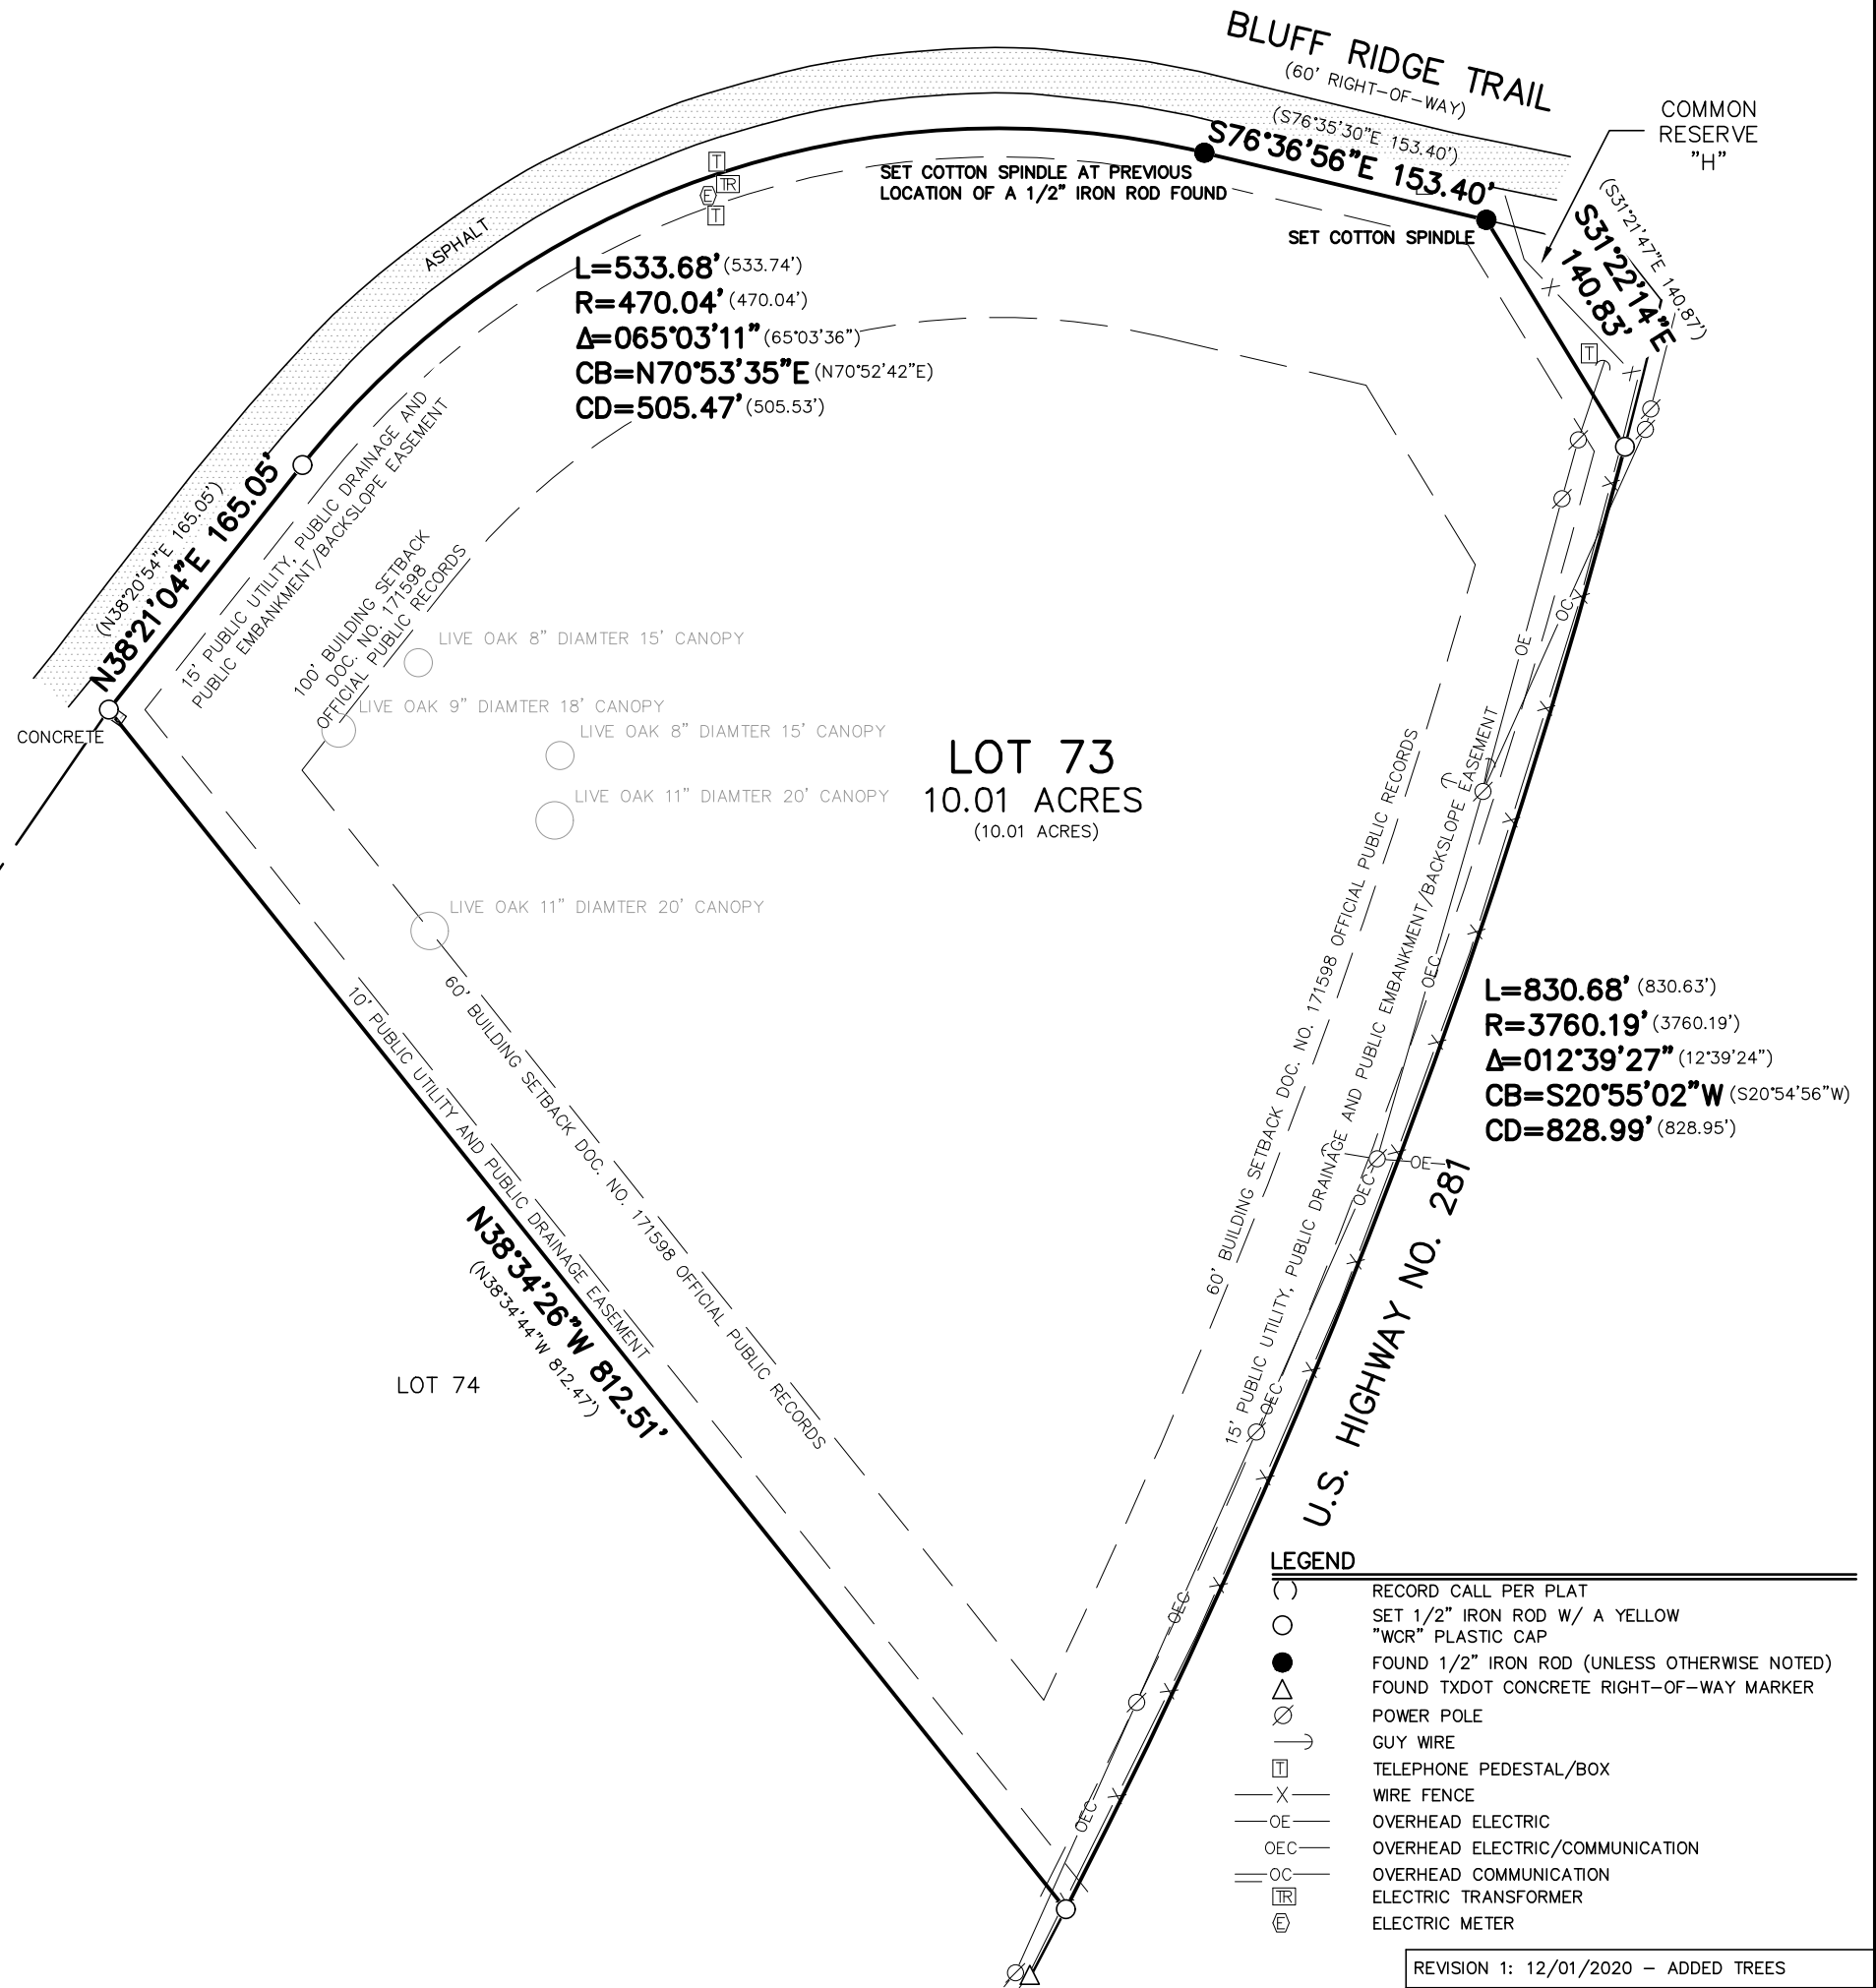 BLUFF RIDGE TRAIL
(60' RIGHT-OF-WAY)
(S76°35'30"E 153.40')
S76°36'56"E 153.40'
COMMON
RESERVE
"H"
SET COTTON SPINDLE AT PREVIOUS
LOCATION OF A 1/2" IRON ROD FOUND
SET COTTON SPINDLE
(S31°21'47"E 140.87')
S31°22'14"E
140.83'
T
TR
E
T
T
ASPHALT
L=533.68' (533.74')
R=470.04' (470.04')
Δ=065°03'11" (65°03'36")
CB=N70°53'35"E (N70°52'42"E)
CD=505.47' (505.53')
(N38°20'54"E 165.05')
N38°21'04"E 165.05'
15' PUBLIC UTILITY, PUBLIC DRAINAGE AND
PUBLIC EMBANKMENT/BACKSLOPE EASEMENT
100' BUILDING SETBACK
DOC. NO. 171598
OFFICIAL PUBLIC RECORDS
CONCRETE
LIVE OAK 8" DIAMTER 15' CANOPY
LIVE OAK 9" DIAMTER 18' CANOPY
LIVE OAK 8" DIAMTER 15' CANOPY
LIVE OAK 11" DIAMTER 20' CANOPY
LIVE OAK 11" DIAMTER 20' CANOPY
LOT 73
10.01 ACRES
(10.01 ACRES)
OE
OC
OEC
OE
OEC
OEC
OEC
OEC
60' BUILDING SETBACK DOC. NO. 171598 OFFICIAL PUBLIC RECORDS
15' PUBLIC UTILITY, PUBLIC DRAINAGE AND PUBLIC EMBANKMENT/BACKSLOPE EASEMENT
L=830.68' (830.63')
R=3760.19' (3760.19')
Δ=012°39'27" (12°39'24")
CB=S20°55'02"W (S20°54'56"W)
CD=828.99' (828.95')
U.S. HIGHWAY NO. 281
60' BUILDING SETBACK DOC. NO. 171598 OFFICIAL PUBLIC RECORDS
10' PUBLIC UTILITY AND PUBLIC DRAINAGE EASEMENT
N38°34'26"W 812.51'
(N38°34'44"W 812.47')
LOT 74
LEGEND
( ) RECORD CALL PER PLAT
SET 1/2" IRON ROD W/ A YELLOW
"WCR" PLASTIC CAP
FOUND 1/2" IRON ROD (UNLESS OTHERWISE NOTED)
FOUND TXDOT CONCRETE RIGHT-OF-WAY MARKER
POWER POLE
GUY WIRE
T TELEPHONE PEDESTAL/BOX
X WIRE FENCE
OE OVERHEAD ELECTRIC
OEC OVERHEAD ELECTRIC/COMMUNICATION
OC OVERHEAD COMMUNICATION
TR ELECTRIC TRANSFORMER
E ELECTRIC METER
REVISION 1: 12/01/2020 - ADDED TREES